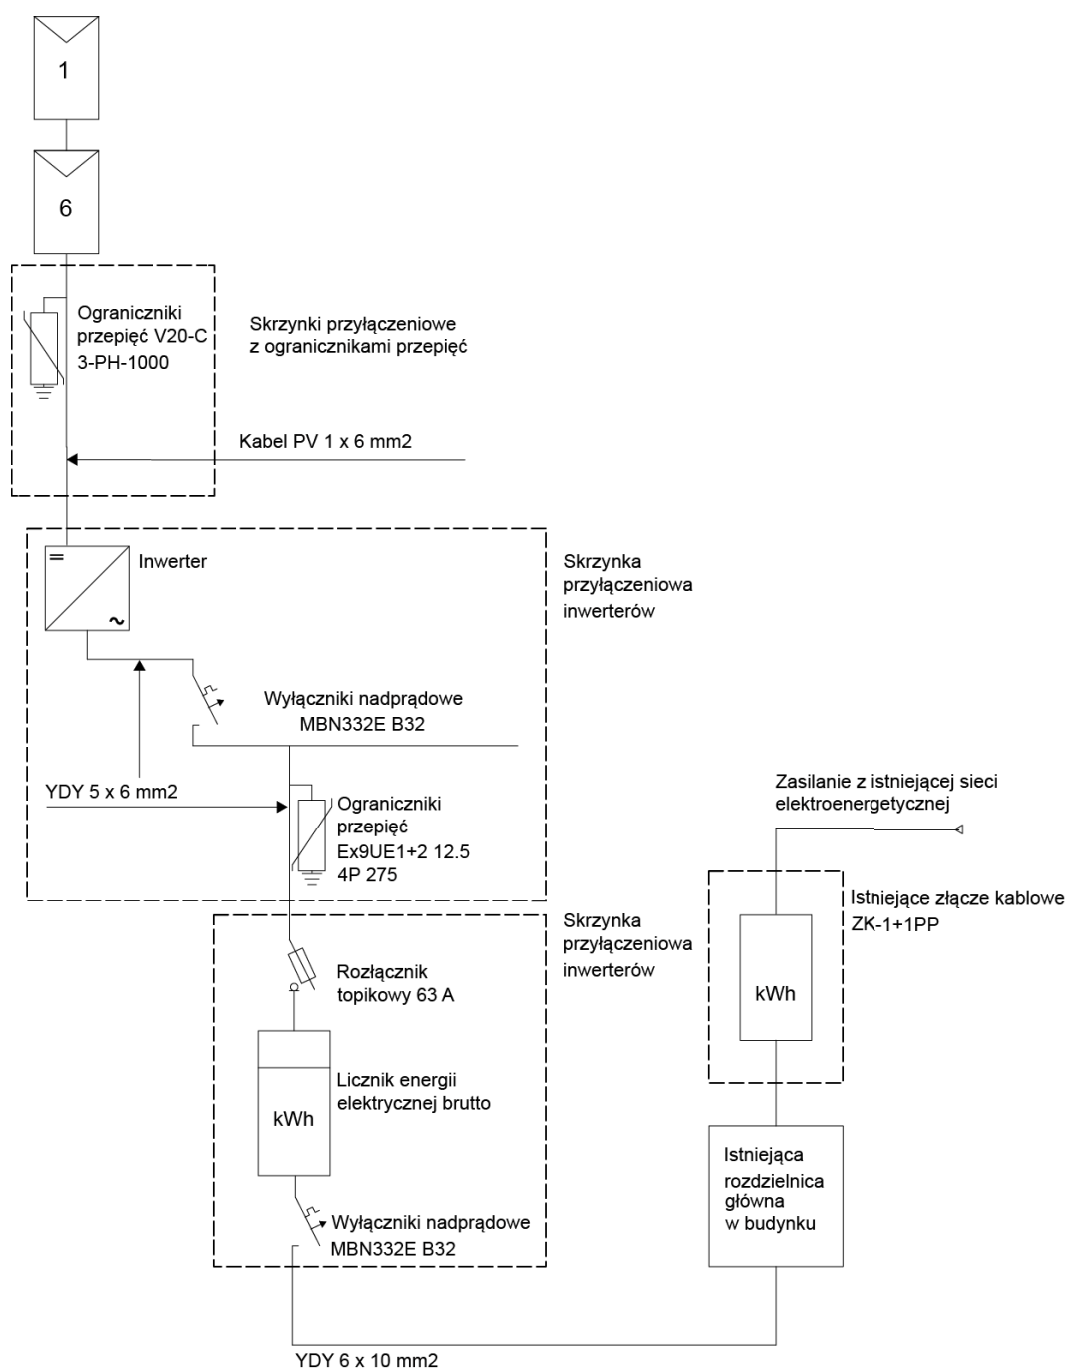 1
6
Ograniczniki
przepięć V20-C
3-PH-1000
Skrzynki przyłączeniowe
z ogranicznikami przepięć
Kabel PV 1 x 6 mm2
Inwerter
Skrzynka
przyłączeniowa
inwerterów
Wyłączniki nadprądowe
MBN332E B32
YDY 5 x 6 mm2
Ograniczniki
przepięć
Ex9UE1+2 12.5
4P 275
Zasilanie z istniejącej sieci
elektroenergetycznej
Istniejące złącze kablowe
ZK-1+1PP
kWh
Skrzynka
przyłączeniowa
inwerterów
Rozłącznik
topikowy 63 A
Licznik energii
elektrycznej brutto
kWh
Wyłączniki nadprądowe
MBN332E B32
Istniejąca
rozdzielnica
główna
w budynku
YDY 6 x 10 mm2